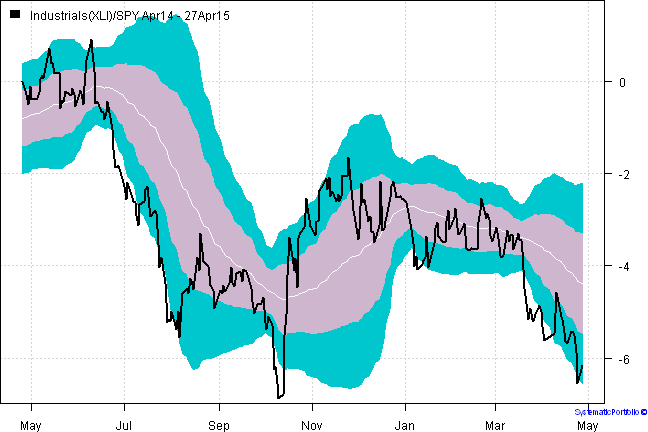 Industrials(XLI)/SPY Apr14 - 27Apr15
0
-2
-4
-6
SystematicPortfolio ©
May Jul Sep Nov Jan Mar May